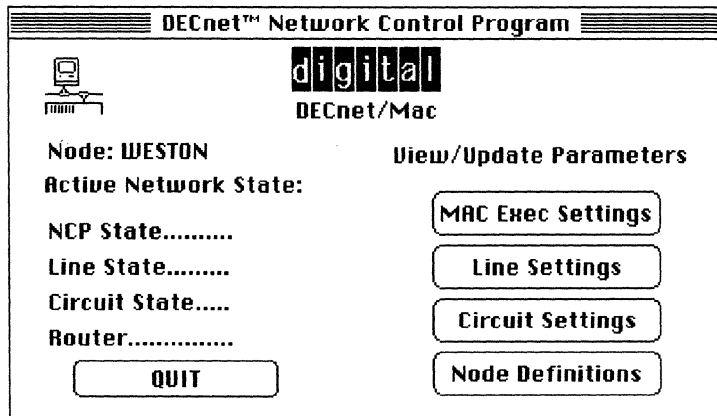 DECnet™ Network Control Program
digital
DECnet/Mac
Node: WESTON
Active Network State:
NCP State..........
Line State.........
Circuit State.....
Router...............
QUIT
View/Update Parameters
MAC Exec Settings
Line Settings
Circuit Settings
Node Definitions